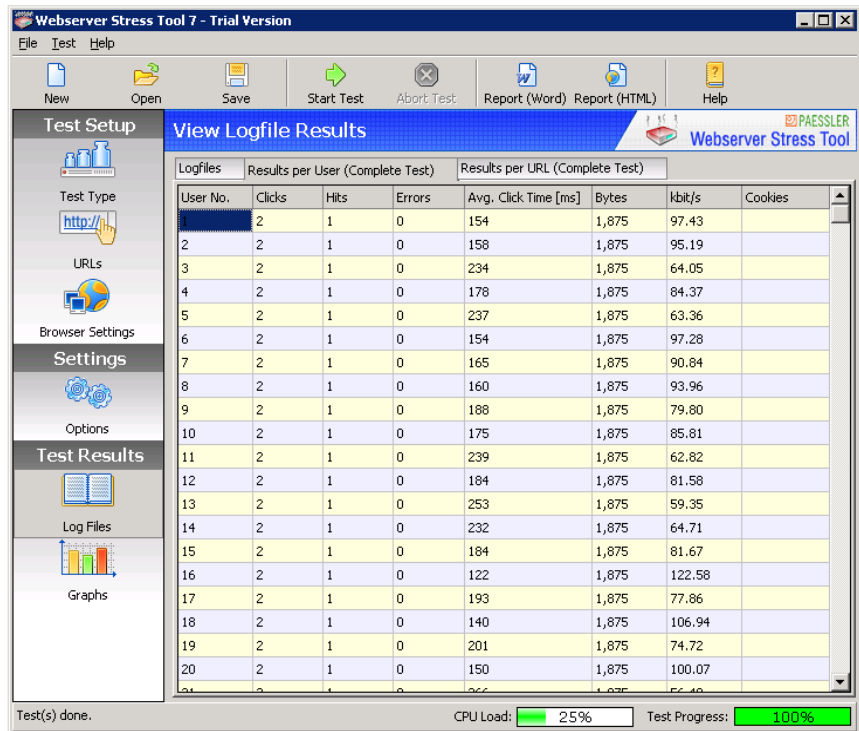 Webserver Stress Tool 7 - Trial Version
File Test Help
New Open Save Start Test Abort Test Report (Word) Report (HTML) Help
Test Setup
Test Type
http://
URLs
Browser Settings
Settings
Options
Test Results
Log Files
Graphs
View Logfile Results
PAESSLER
Webserver Stress Tool
Logfiles Results per User (Complete Test) Results per URL (Complete Test)
User No. Clicks Hits Errors Avg. Click Time [ms] Bytes kbit/s Cookies
1 2 1 0 154 1,875 97.43
2 2 1 0 158 1,875 95.19
3 2 1 0 234 1,875 64.05
4 2 1 0 178 1,875 84.37
5 2 1 0 237 1,875 63.36
6 2 1 0 154 1,875 97.28
7 2 1 0 165 1,875 90.84
8 2 1 0 160 1,875 93.96
9 2 1 0 188 1,875 79.80
10 2 1 0 175 1,875 85.81
11 2 1 0 239 1,875 62.82
12 2 1 0 184 1,875 81.58
13 2 1 0 253 1,875 59.35
14 2 1 0 232 1,875 64.71
15 2 1 0 184 1,875 81.67
16 2 1 0 122 1,875 122.58
17 2 1 0 193 1,875 77.86
18 2 1 0 140 1,875 106.94
19 2 1 0 201 1,875 74.72
20 2 1 0 150 1,875 100.07
Test(s) done. CPU Load: 25% Test Progress: 100%